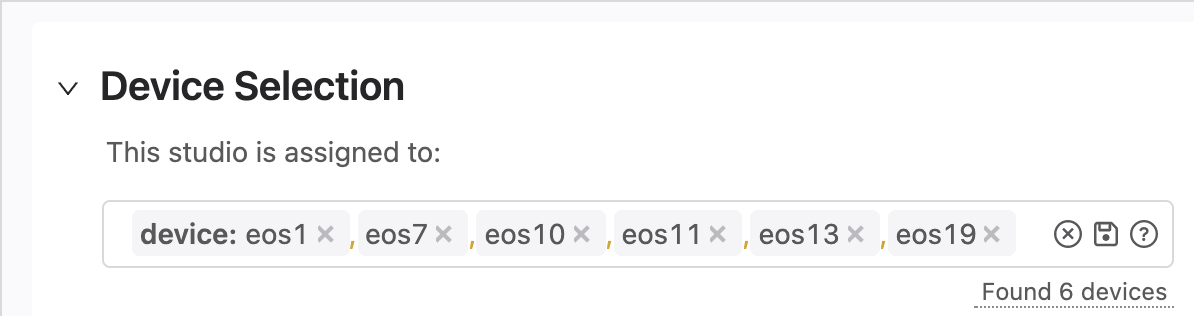 Device Selection
This studio is assigned to:
device: eos1 × , eos7 × , eos10 × , eos11 × , eos13 × , eos19 ×
Found 6 devices